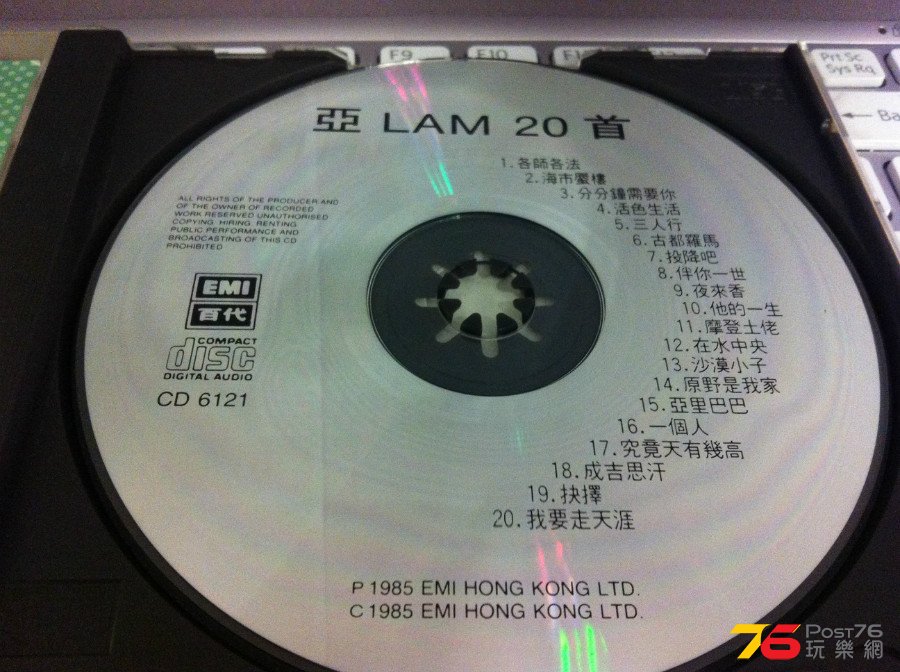 F9
F10
Prt Sc
Sys Rq
← Ba
亞 LAM 20 首
1.各師各法
2.海市蜃樓
3.分分鐘需要你
4.活色生活
5.三人行
6.古都羅馬
7.投降吧
8.伴你一世
9.夜來香
10.他的一生
11.摩登土佬
12.在水中央
13.沙漠小子
14.原野是我家
15.亞里巴巴
16.一個人
17.究竟天有幾高
18.成吉思汗
19.抉擇
20.我要走天涯
ALL RIGHTS OF THE PRODUCER AND
OF THE OWNER OF RECORDED
WORK RESERVED UNAUTHORISED
COPYING. HIRING. RENTING
PUBLIC PERFORMANCE AND
BROADCASTING OF THIS CD
PROHIBITED
EMI
百代
COMPACT
disc
DIGITAL AUDIO
CD 6121
P 1985 EMI HONG KONG LTD.
C 1985 EMI HONG KONG LTD.
76 POST76
玩樂網